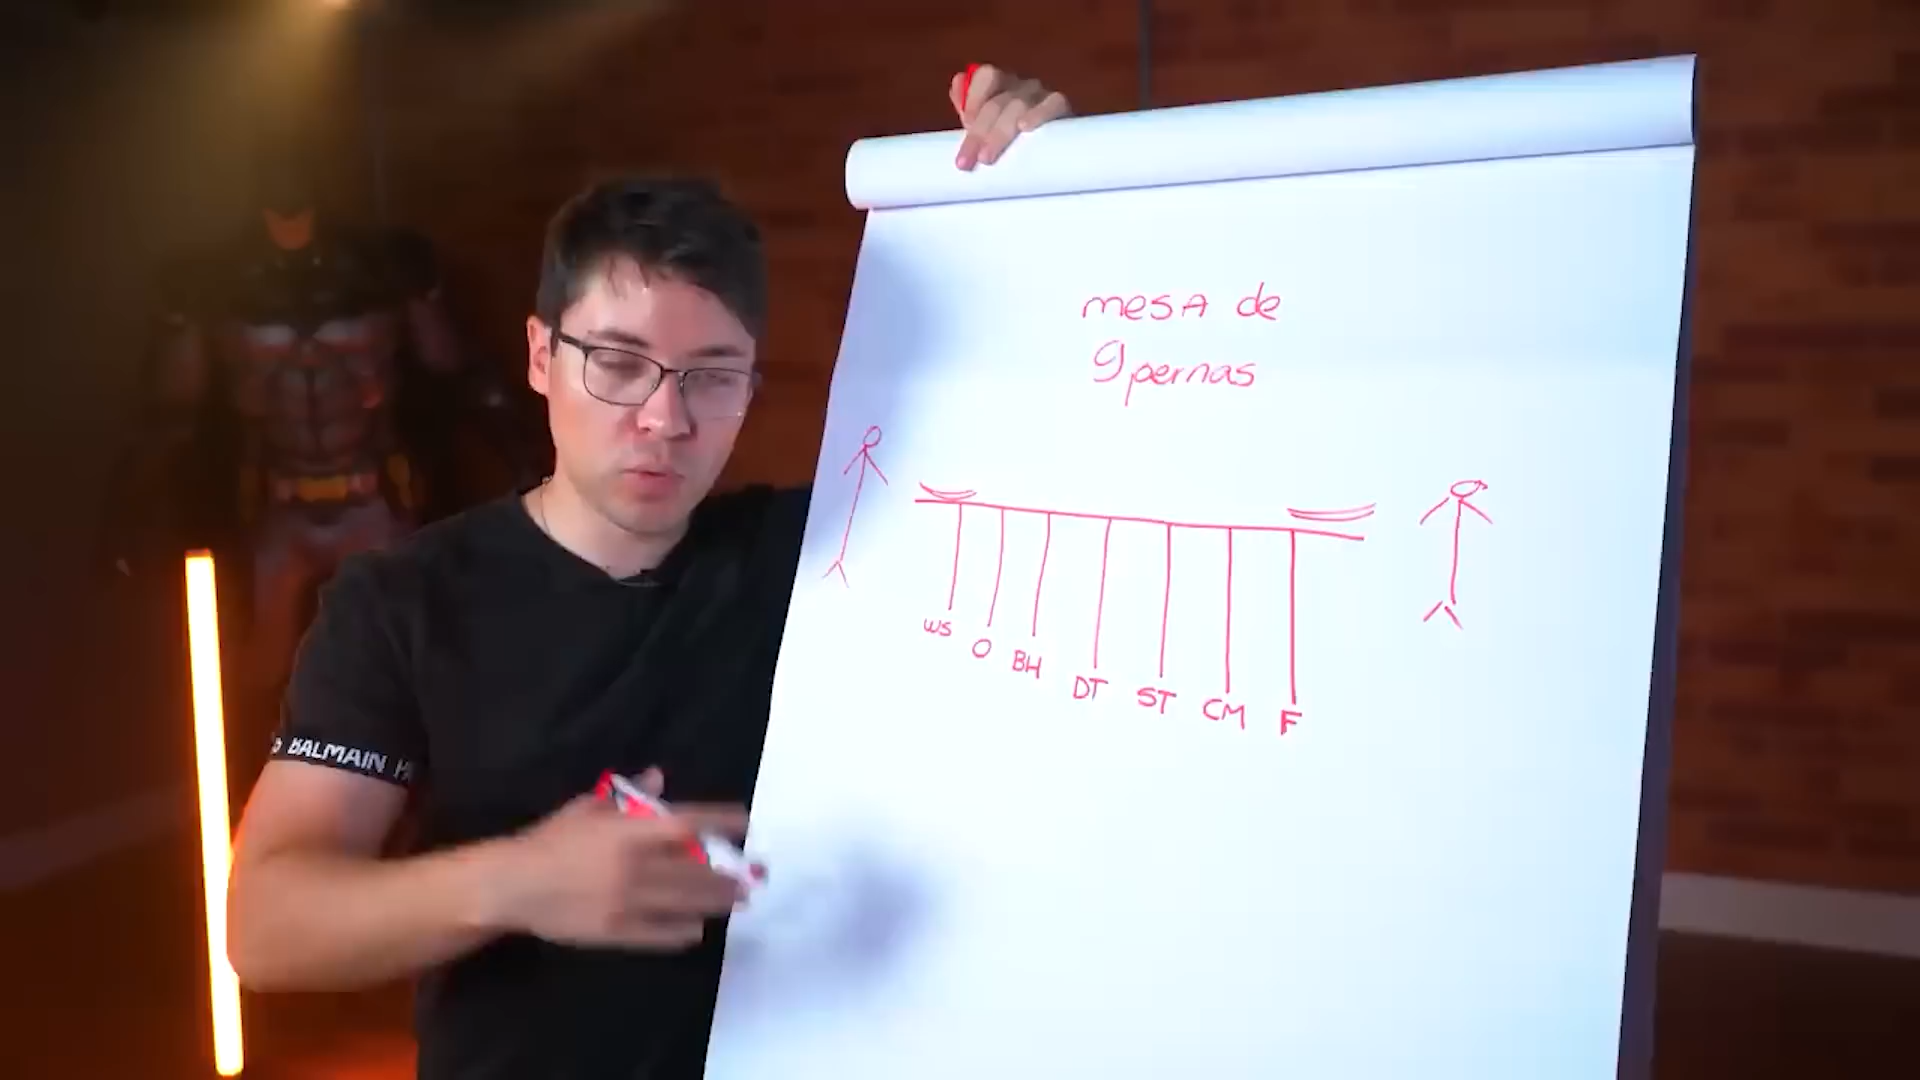 mesa de
9 pernas
ws
O
BH
DT
ST
CM
F
BALMAIN